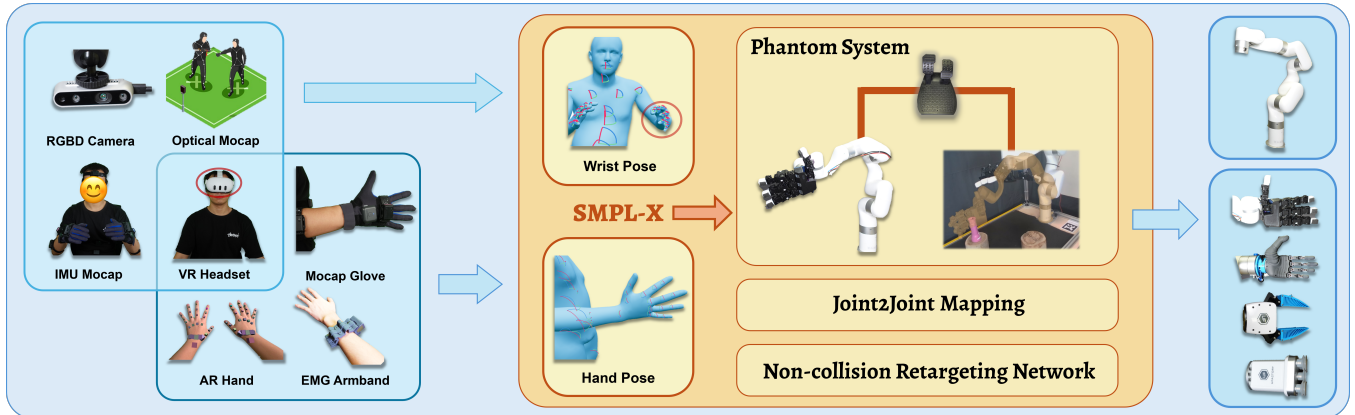 RGBD Camera
Optical Mocap
IMU Mocap
VR Headset
Mocap Glove
AR Hand
EMG Armband
Wrist Pose
SMPL-X
Hand Pose
Phantom System
Joint2Joint Mapping
Non-collision Retargeting Network